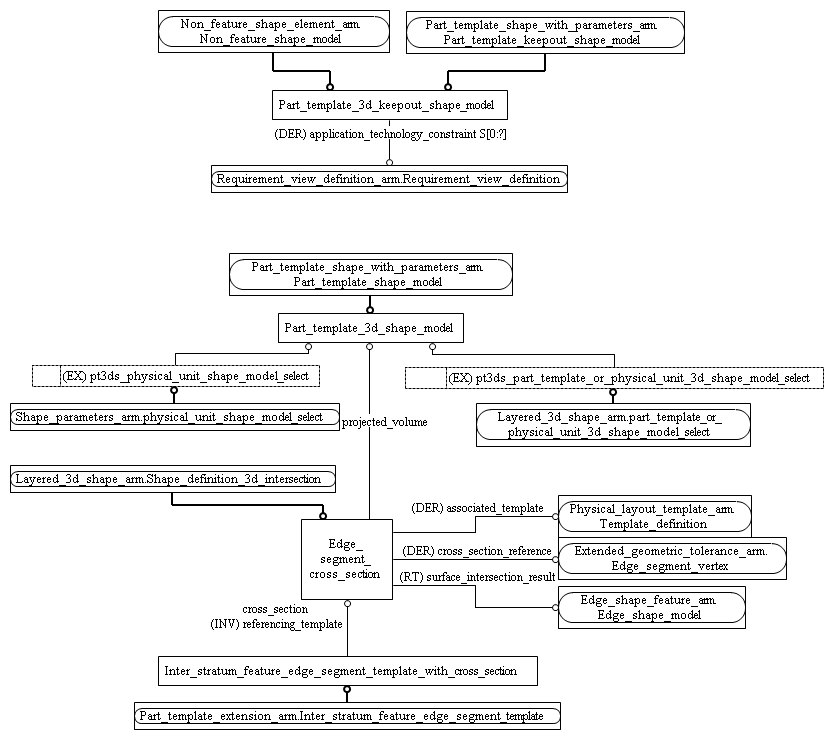 Non_feature_shape_element_arm.
Non_feature_shape_model
Part_template_shape_with_parameters_arm.
Part_template_keepout_shape_model
Part_template_3d_keepout_shape_model
(DER) application_technology_constraint S[0:?]
Requirement_view_definition_arm.Requirement_view_definition
Part_template_shape_with_parameters_arm.
Part_template_shape_model
Part_template_3d_shape_model
(EX) pt3ds_physical_unit_shape_model_select
(EX) pt3ds_part_template_or_physical_unit_3d_shape_model_select
Shape_parameters_arm.physical_unit_shape_model_select
projected_volume
Layered_3d_shape_arm.part_template_or_
physical_unit_3d_shape_model_select
Layered_3d_shape_arm.Shape_definition_3d_intersection
(DER) associated_template
Physical_layout_template_arm.
Template_definition
Edge_
segment_
cross_section
(DER) cross_section_reference
Extended_geometric_tolerance_arm.
Edge_segment_vertex
(RT) surface_intersection_result
Edge_shape_feature_arm.
Edge_shape_model
cross_section
(INV) referencing_template
Inter_stratum_feature_edge_segment_template_with_cross_section
Part_template_extension_arm.Inter_stratum_feature_edge_segment_template